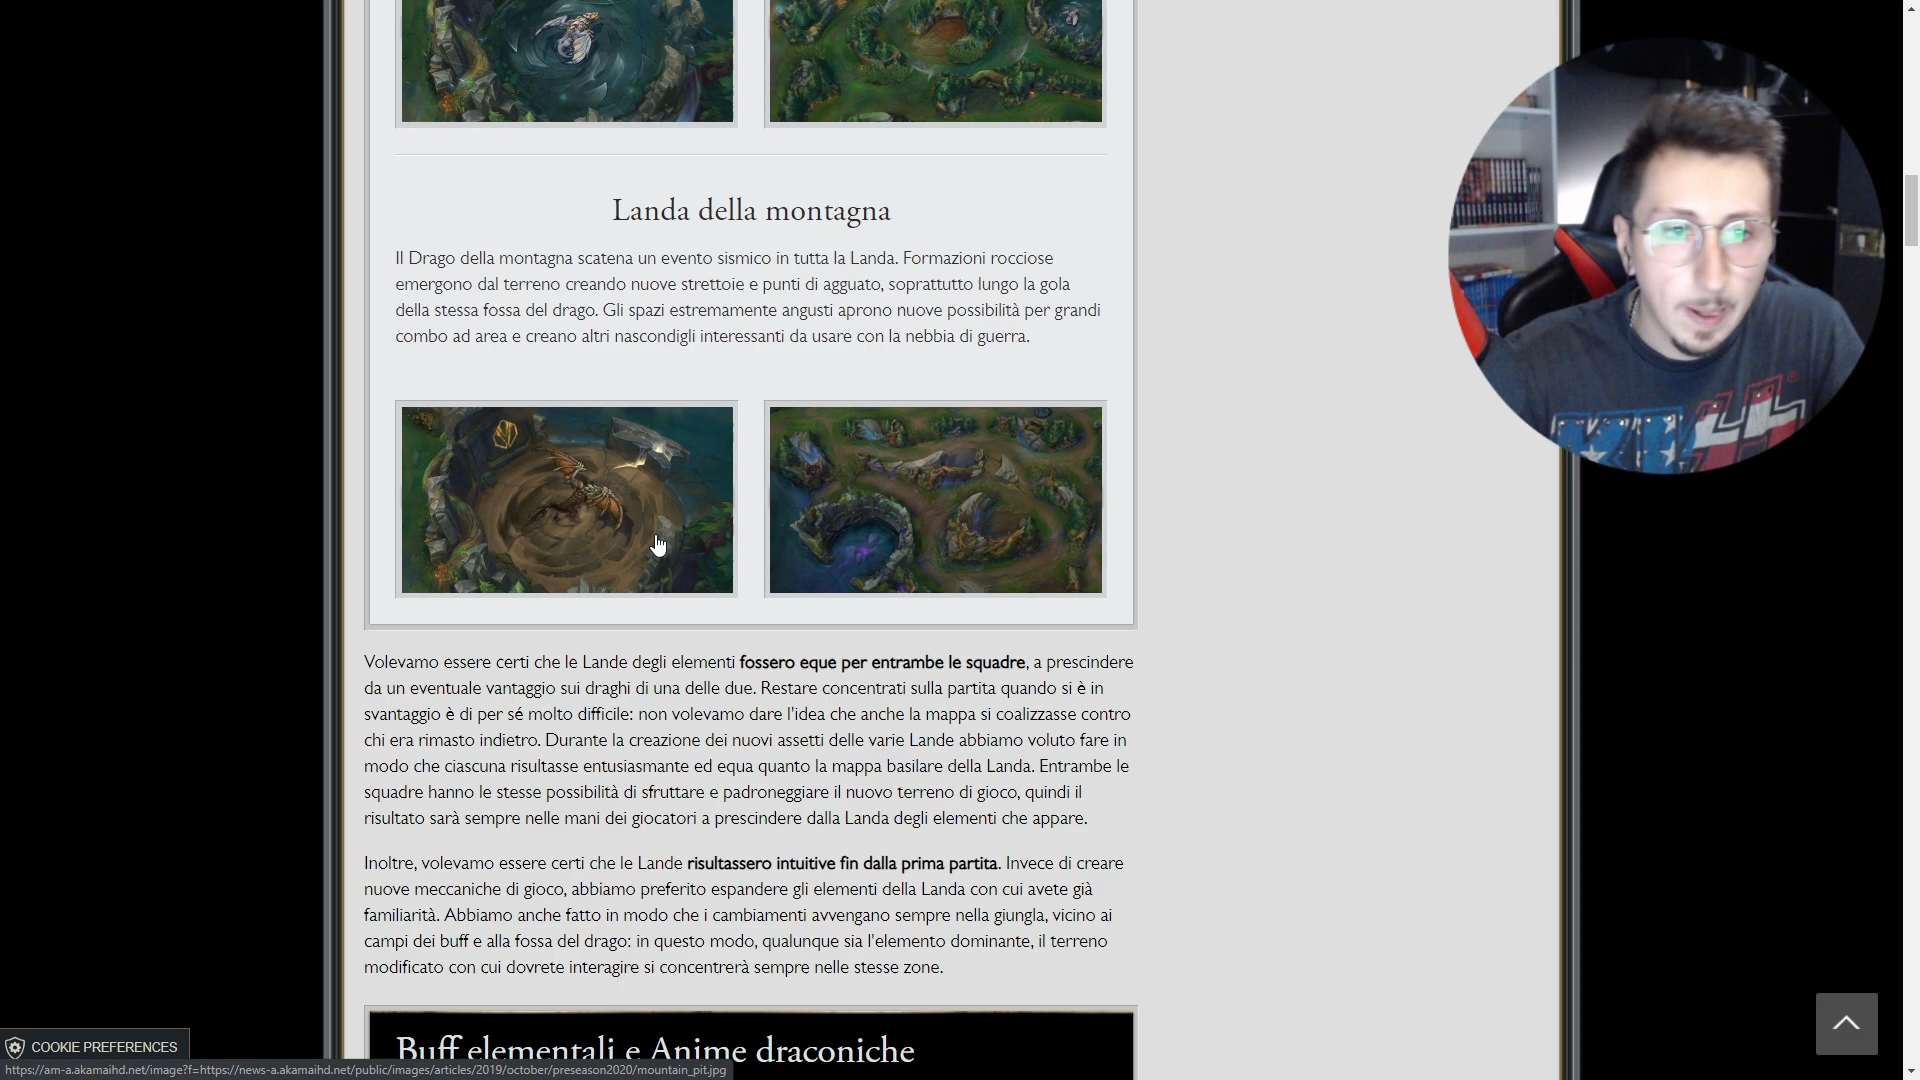 Landa della montagna
Il Drago della montagna scatena un evento sismico in tutta la Landa. Formazioni rocciose
emergono dal terreno creando nuove strettoie e punti di agguato, soprattutto lungo la gola
della stessa fossa del drago. Gli spazi estremamente angusti aprono nuove possibilità per grandi
combo ad area e creano altri nascondigli interessanti da usare con la nebbia di guerra.
Volevamo essere certi che le Lande degli elementi fossero eque per entrambe le squadre, a prescindere
da un eventuale vantaggio sui draghi di una delle due. Restare concentrati sulla partita quando si è in
svantaggio è di per sé molto difficile: non volevamo dare l'idea che anche la mappa si coalizzasse contro
chi era rimasto indietro. Durante la creazione dei nuovi assetti delle varie Lande abbiamo voluto fare in
modo che ciascuna risultasse entusiasmante ed equa quanto la mappa basilare della Landa. Entrambe le
squadre hanno le stesse possibilità di sfruttare e padroneggiare il nuovo terreno di gioco, quindi il
risultato sarà sempre nelle mani dei giocatori a prescindere dalla Landa degli elementi che appare.
Inoltre, volevamo essere certi che le Lande risultassero intuitive fin dalla prima partita. Invece di creare
nuove meccaniche di gioco, abbiamo preferito espandere gli elementi della Landa con cui avete già
familiarità. Abbiamo anche fatto in modo che i cambiamenti avvengano sempre nella giungla, vicino ai
campi dei buff e alla fossa del drago: in questo modo, qualunque sia l'elemento dominante, il terreno
modificato con cui dovrete interagire si concentrerà sempre nelle stesse zone.
Buff elementali e Anime draconiche
COOKIE PREFERENCES
https://am-a.akamaihd.net/image?f=https://news-a.akamaihd.net/public/images/articles/2019/october/preseason2020/mountain_pit.jpg